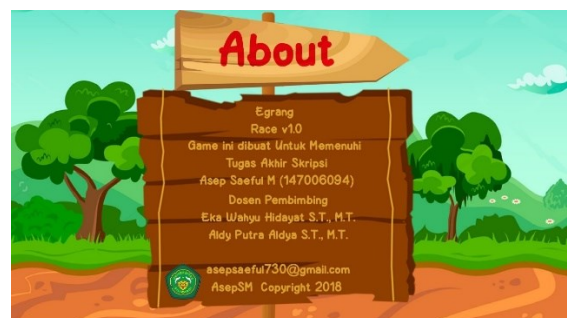 About
Egrang
Race v1.0
Game ini dibuat Untuk Memenuhi
Tugas Akhir Skripsi
Asep Saeful M (147006094)
Dosen Pembimbing
Eka Wahyu Hidayat S.T., M.T.
Aldy Putra Aldya S.T., M.T.
asepsaeful730@gmail.com
AsepSM Copyright 2018